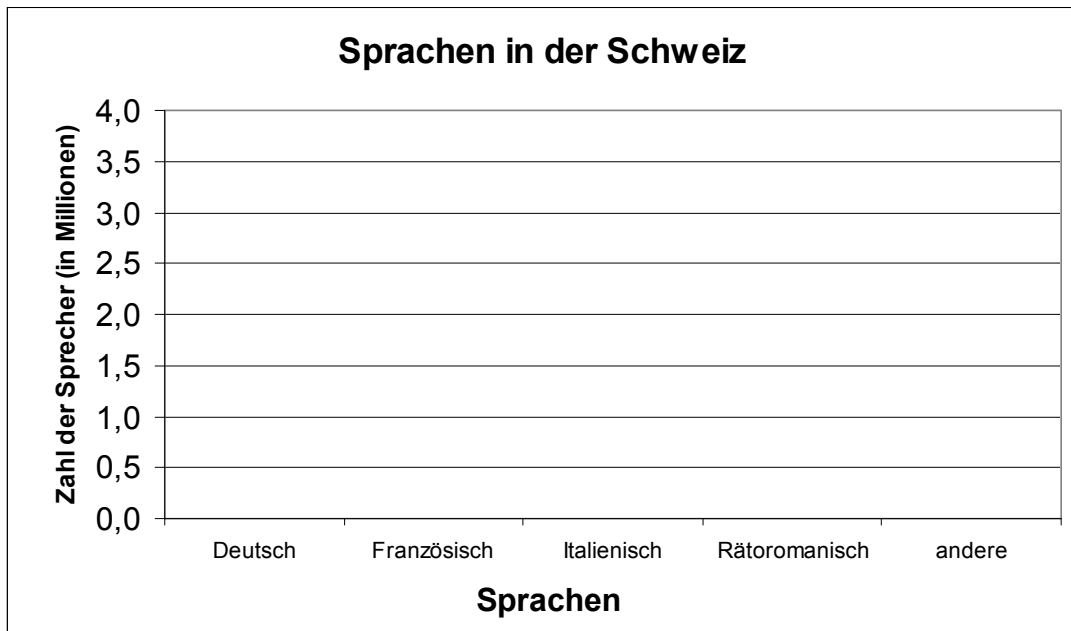 Sprachen in der Schweiz
Zahl der Sprecher (in Millionen)
4,0
3,5
3,0
2,5
2,0
1,5
1,0
0,5
0,0
Deutsch Französisch Italienisch Rätoromanisch andere
Sprachen